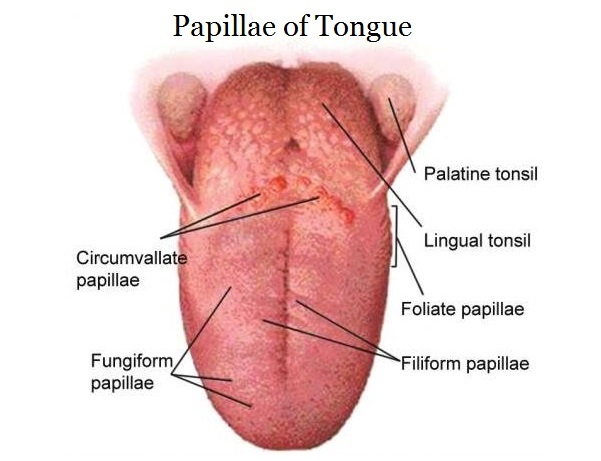 Papillae of Tongue
Palatine tonsil
Lingual tonsil
Circumvallate
papillae
Foliate papillae
Fungiform
papillae
Filiform papillae